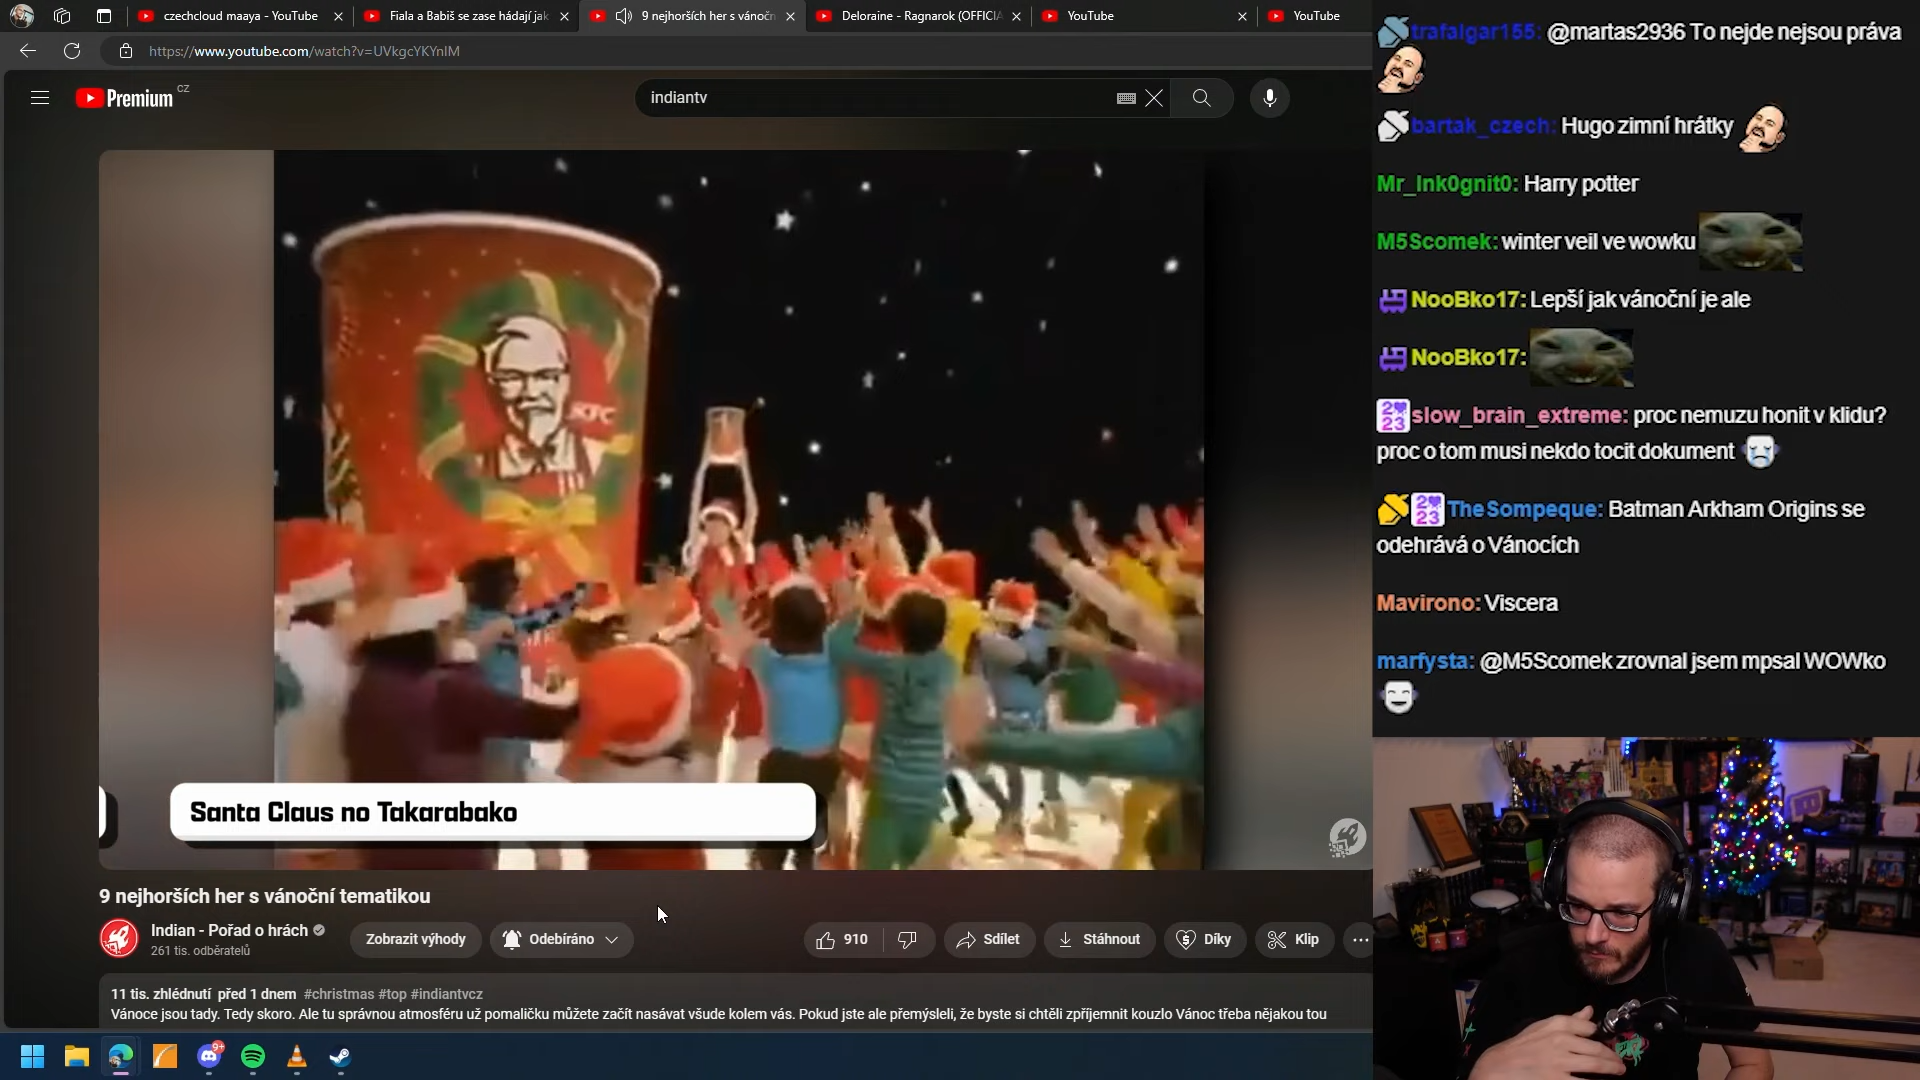 czechcloud maaya - YouTube
Fiala a Babiš se zase hádají jak
9 nejhorších her s vánočn
Deloraine - Ragnarok (OFFICIA
YouTube
YouTube
https://www.youtube.com/watch?v=UVkgcYKYnIM
Premium CZ
indiantv
KFC
Santa Claus no Takarabako
9 nejhorších her s vánoční tematikou
Indian - Pořad o hrách
261 tis. odběratelů
Zobrazit výhody
Odebíráno
910
Sdílet
Stáhnout
Díky
Klip
11 tis. zhlédnutí před 1 dnem #christmas #top #indiantvcz
Vánoce jsou tady. Tedy skoro. Ale tu správnou atmosféru už pomaličku můžete začít nasávat všude kolem vás. Pokud jste ale přemýšleli, že byste si chtěli zpříjemnit kouzlo Vánoc třeba nějakou tou
9+
trafalgar155: @martas2936 To nejde nejsou práva
bartak_czech: Hugo zimní hrátky
Mr_Ink0gnit0: Harry potter
M5Scomek: winter veil ve wowku
NooBko17: Lepší jak vánoční je ale
NooBko17:
2023 slow_brain_extreme: proc nemuzu honit v klidu?
proc o tom musi nekdo tocit dokument
2023 TheSompeque: Batman Arkham Origins se
odehrává o Vánocích
Mavirono: Viscera
marfysta: @M5Scomek zrovnal jsem mpsal WOWko